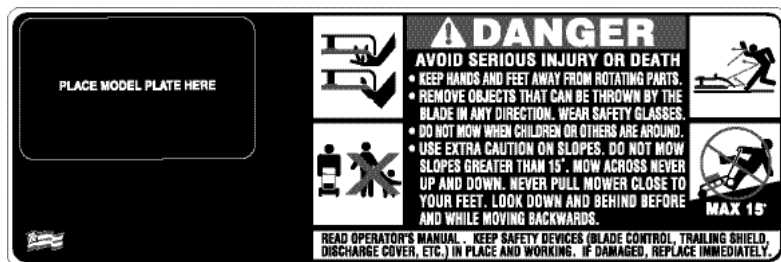 PLACE MODEL PLATE HERE
DANGER
AVOID SERIOUS INJURY OR DEATH
• KEEP HANDS AND FEET AWAY FROM ROTATING PARTS.
• REMOVE OBJECTS THAT CAN BE THROWN BY THE
BLADE IN ANY DIRECTION. WEAR SAFETY GLASSES.
• DO NOT MOW WHEN CHILDREN OR OTHERS ARE AROUND.
• USE EXTRA CAUTION ON SLOPES. DO NOT MOW
SLOPES GREATER THAN 15°. MOW ACROSS NEVER
UP AND DOWN. NEVER PULL MOWER CLOSE TO
YOUR FEET. LOOK DOWN AND BEHIND BEFORE
AND WHILE MOVING BACKWARDS.
MAX 15°
READ OPERATOR'S MANUAL. KEEP SAFETY DEVICES (BLADE CONTROL, TRAILING SHIELD,
DISCHARGE COVER, ETC.) IN PLACE AND WORKING. IF DAMAGED, REPLACE IMMEDIATELY.